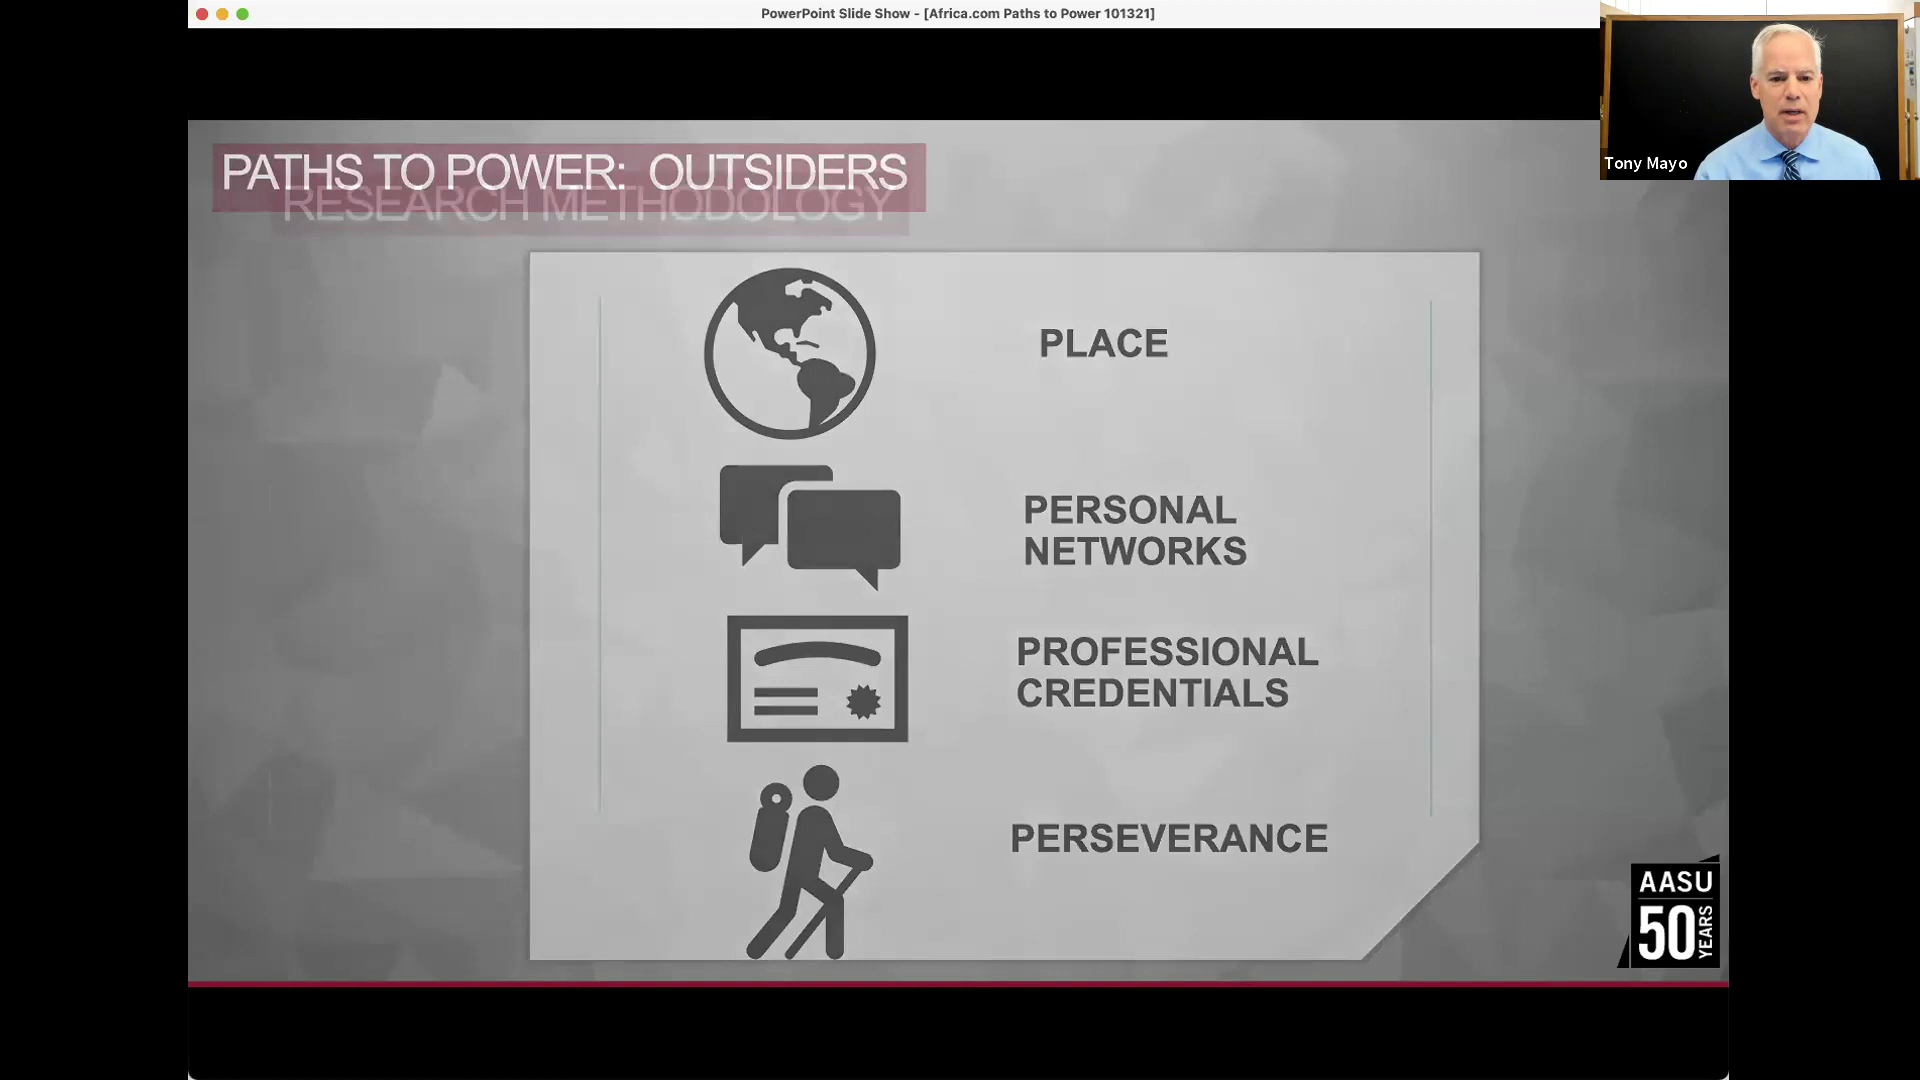 PowerPoint Slide Show - [Africa.com Paths to Power 101321]
Tony Mayo
PATHS TO POWER: OUTSIDERS
RESEARCH METHODOLOGY
PLACE
PERSONAL
NETWORKS
PROFESSIONAL
CREDENTIALS
PERSEVERANCE
AASU
50 YEARS